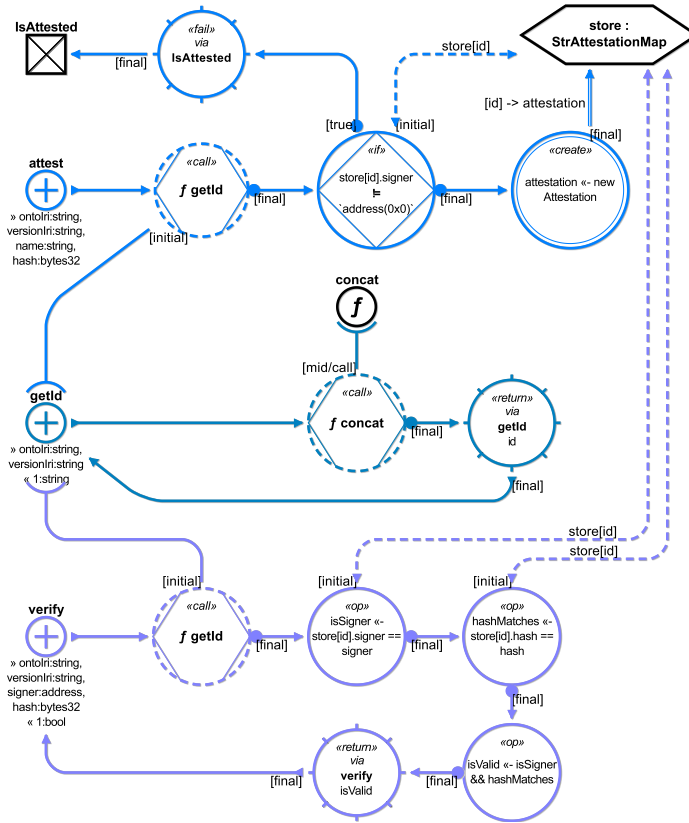 IsAttested
«fail»
via
IsAttested
[final]
store :
StrAttestationMap
store[id]
[true]
[initial]
[id] -> attestation
[final]
attest
» ontoIri:string,
versionIri:string,
name:string,
hash:bytes32
«call»
ƒ getId
[final]
[initial]
«if»
store[id].signer
!=
`address(0x0)`
[final]
«create»
attestation «- new
Attestation
concat
ƒ
[mid/call]
getId
» ontoIri:string,
versionIri:string
« 1:string
«call»
ƒ concat
[final]
«return»
via
getId
id
[final]
store[id]
store[id]
[initial]
[initial]
[initial]
verify
» ontoIri:string,
versionIri:string,
signer:address,
hash:bytes32
« 1:bool
«call»
ƒ getId
[final]
«op»
isSigner «-
store[id].signer ==
signer
[final]
«op»
hashMatches «-
store[id].hash ==
hash
[final]
«op»
isValid «- isSigner
&& hashMatches
[final]
«return»
via
verify
isValid
[final]